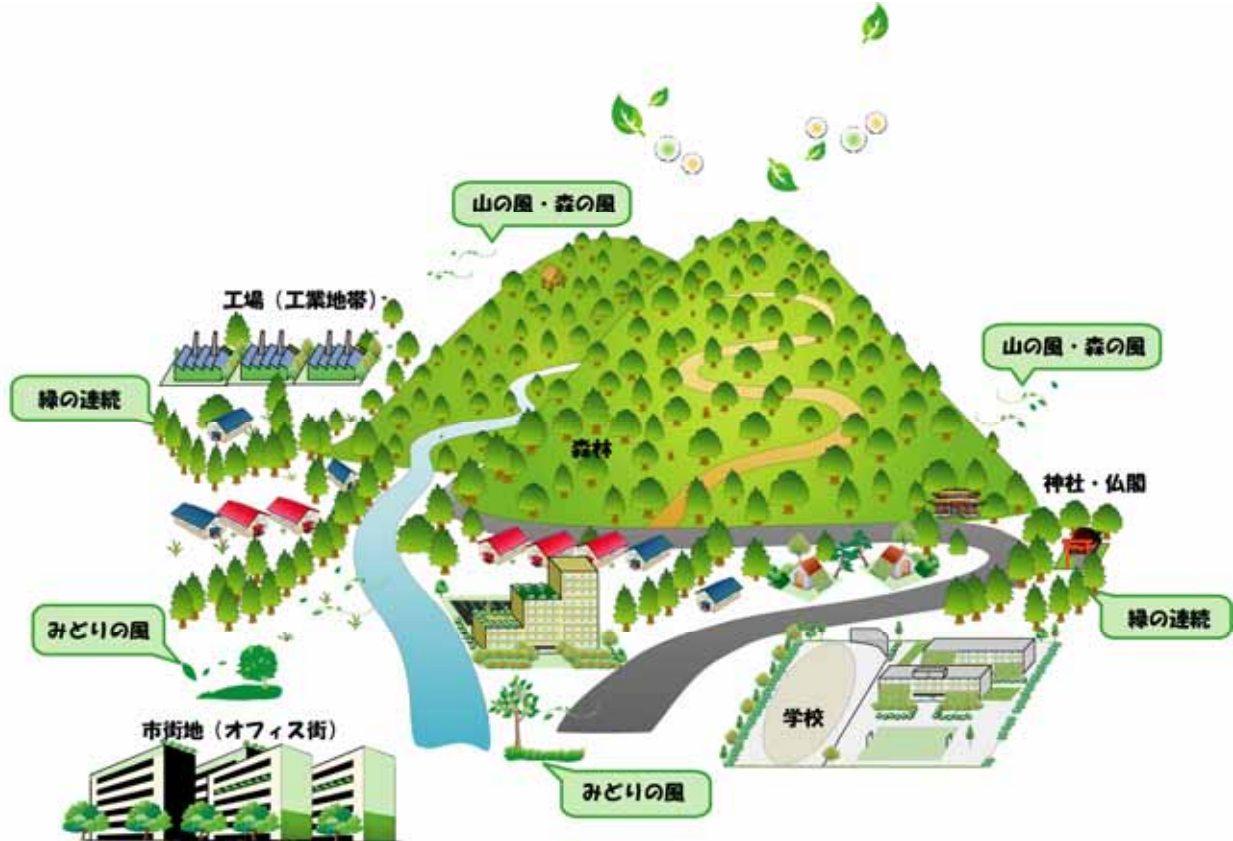 山の風・森の風
工場（工業地帯）
山の風・森の風
緑の連続
森林
神社・仏閣
みどりの風
緑の連続
学校
市街地（オフィス街）
みどりの風